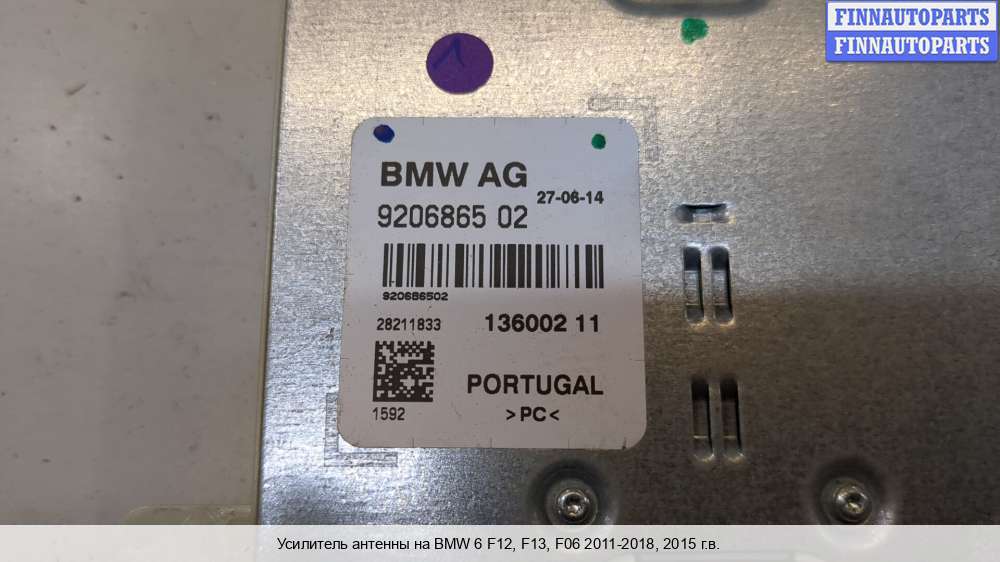 FINNAUTOPARTS
FINNAUTOPARTS
1
BMW AG
27-06-14
9206865 02
920686502
28211833
136002 11
1592
PORTUGAL
>PC<
Усилитель антенны на BMW 6 F12, F13, F06 2011-2018, 2015 г.в.